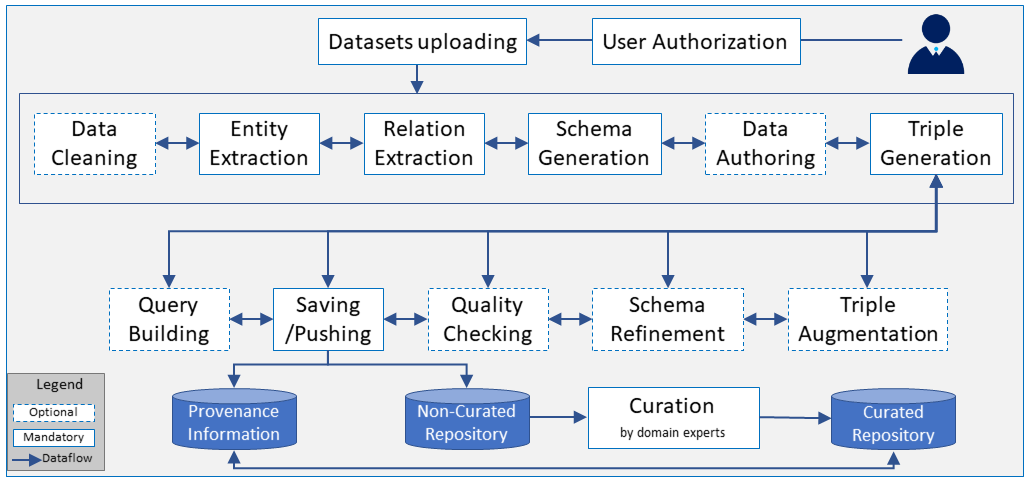 Datasets uploading
User Authorization
Data
Cleaning
Entity
Extraction
Relation
Extraction
Schema
Generation
Data
Authoring
Triple
Generation
Query
Building
Saving
/Pushing
Quality
Checking
Schema
Refinement
Triple
Augmentation
Legend
Optional
Mandatory
Dataflow
Provenance
Information
Non-Curated
Repository
Curation
by domain experts
Curated
Repository